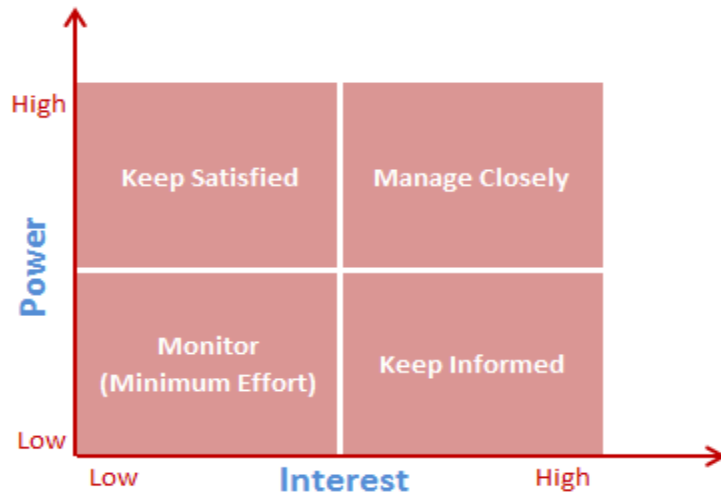 High
Keep Satisfied
Manage Closely
Power
Monitor
(Minimum Effort)
Keep Informed
Low
Low
Interest
High